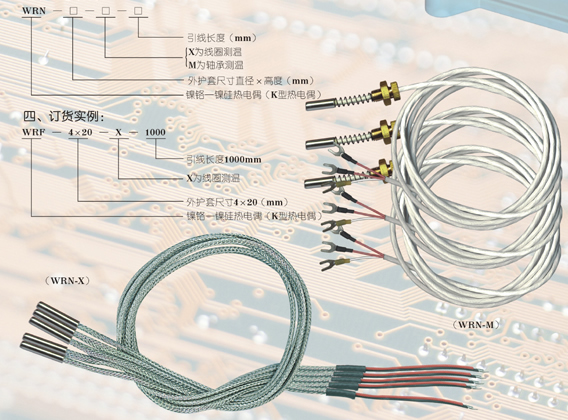 WRN — □ — □ — □
引线长度（mm）
X为线圈测温
M为轴承测温
外护套尺寸直径×高度（mm）
镍铬—镍硅热电偶（K型热电偶）
四、订货实例：
WRF — 4×20 — X — 1000
引线长度1000mm
X为线圈测温
外护套尺寸4×20（mm）
镍铬—镍硅热电偶（K型热电偶）
（WRN-X）
（WRN-M）